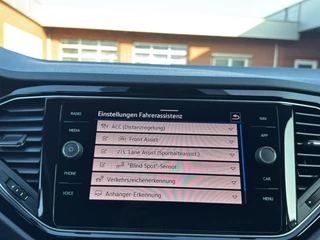 Einstellungen Fahrerassistenz
RADIO
MEDIA
PHONE
VOICE
ACC (Distanzregelung)
Front Assist
Lane Assist (Spurhalteassist.)
"Blind Spot"-Sensor
Verkehrszeichenerkennung
Anhänger-Erkennung
NAV
APP
CAR
MENU